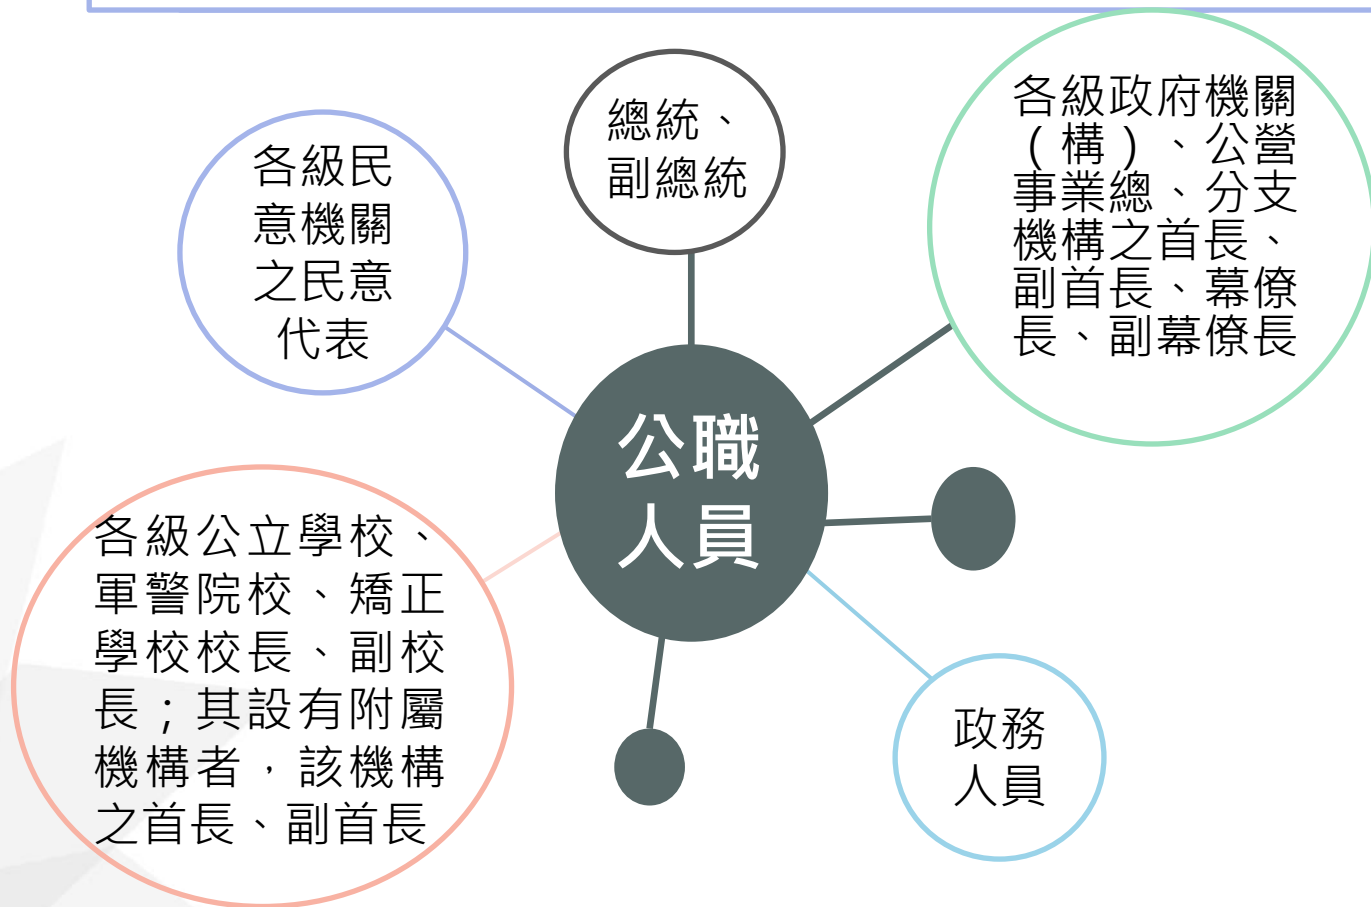 總統、
副總統
各級政府機關
(構)、公營
事業總、分支
機構之首長、
副首長、幕僚
長、副幕僚長
各級民
意機關
之民意
代表
公職
人員
各級公立學校、
軍警院校、矯正
學校校長、副校
長；其設有附屬
機構者，該機構
之首長、副首長
政務
人員